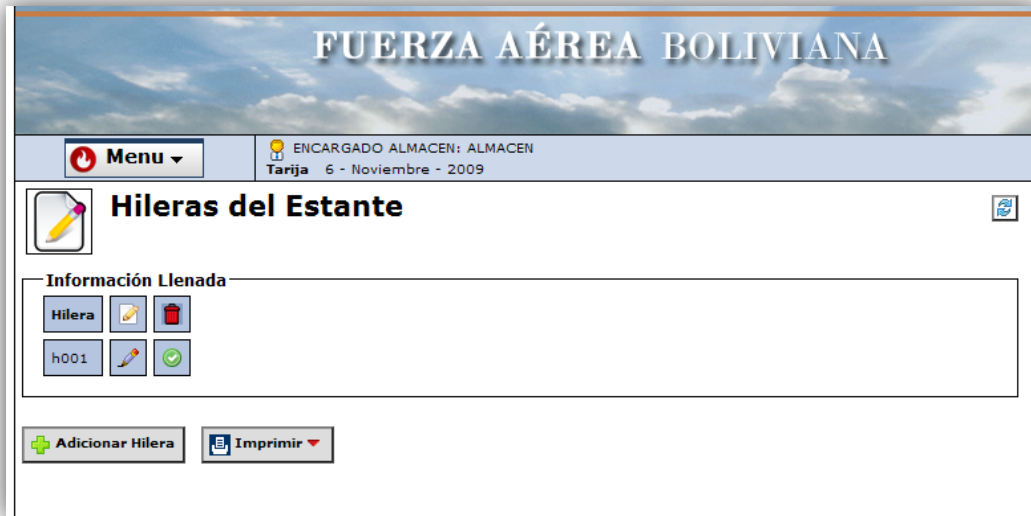 FUERZA AÉREA BOLIVIANA
Menu
ENCARGADO ALMACEN: ALMACEN
Tarija 6 - Noviembre - 2009
Hileras del Estante
Información Llenada
Hilera
h001
Adicionar Hilera
Imprimir